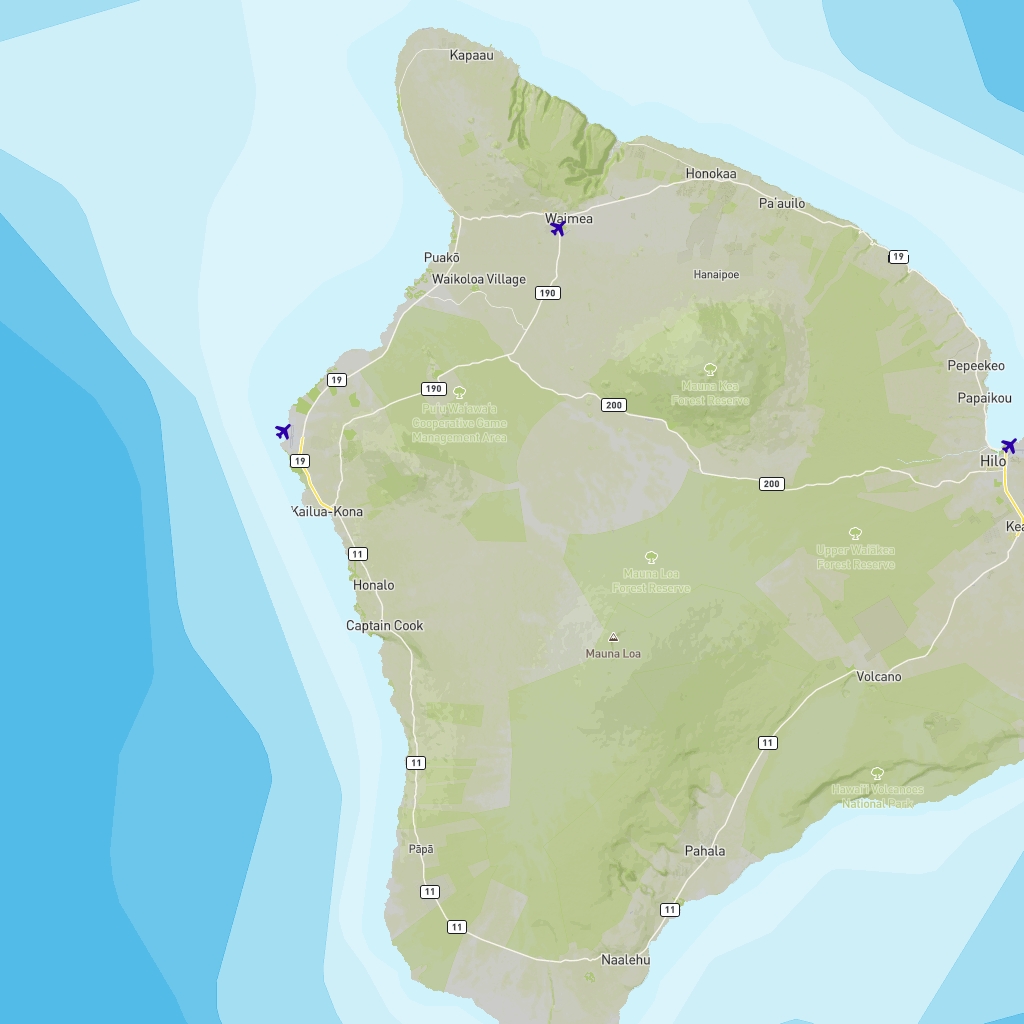 Kapaau
Honokaa
Pa'auilo
Waimea
19
Puakō
Waikoloa Village
Hanaipoe
190
Pepeekeo
19
190
Mauna Kea
Forest Reserve
Papaikou
200
Pu'u Wa'awa'a
Cooperative Game
Management Area
19
Hilo
200
Kailua-Kona
Kea
11
Upper Waiākea
Forest Reserve
Mauna Loa
Forest Reserve
Honalo
Captain Cook
Mauna Loa
Volcano
11
11
Hawai'i Volcanoes
National Park
Pāpā
Pahala
11
11
11
Naalehu